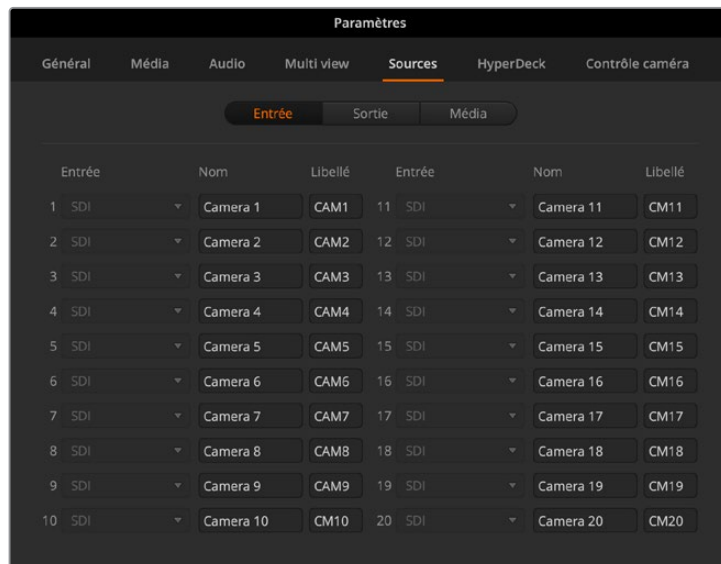 Paramètres
Général Média Audio Multi view Sources HyperDeck Contrôle caméra
Entrée Sortie Média
Entrée Nom Libellé Entrée Nom Libellé
1 SDI Camera 1 CAM1 11 SDI Camera 11 CM11
2 SDI Camera 2 CAM2 12 SDI Camera 12 CM12
3 SDI Camera 3 CAM3 13 SDI Camera 13 CM13
4 SDI Camera 4 CAM4 14 SDI Camera 14 CM14
5 SDI Camera 5 CAM5 15 SDI Camera 15 CM15
6 SDI Camera 6 CAM6 16 SDI Camera 16 CM16
7 SDI Camera 7 CAM7 17 SDI Camera 17 CM17
8 SDI Camera 8 CAM8 18 SDI Camera 18 CM18
9 SDI Camera 9 CAM9 19 SDI Camera 19 CM19
10 SDI Camera 10 CM10 20 SDI Camera 20 CM20